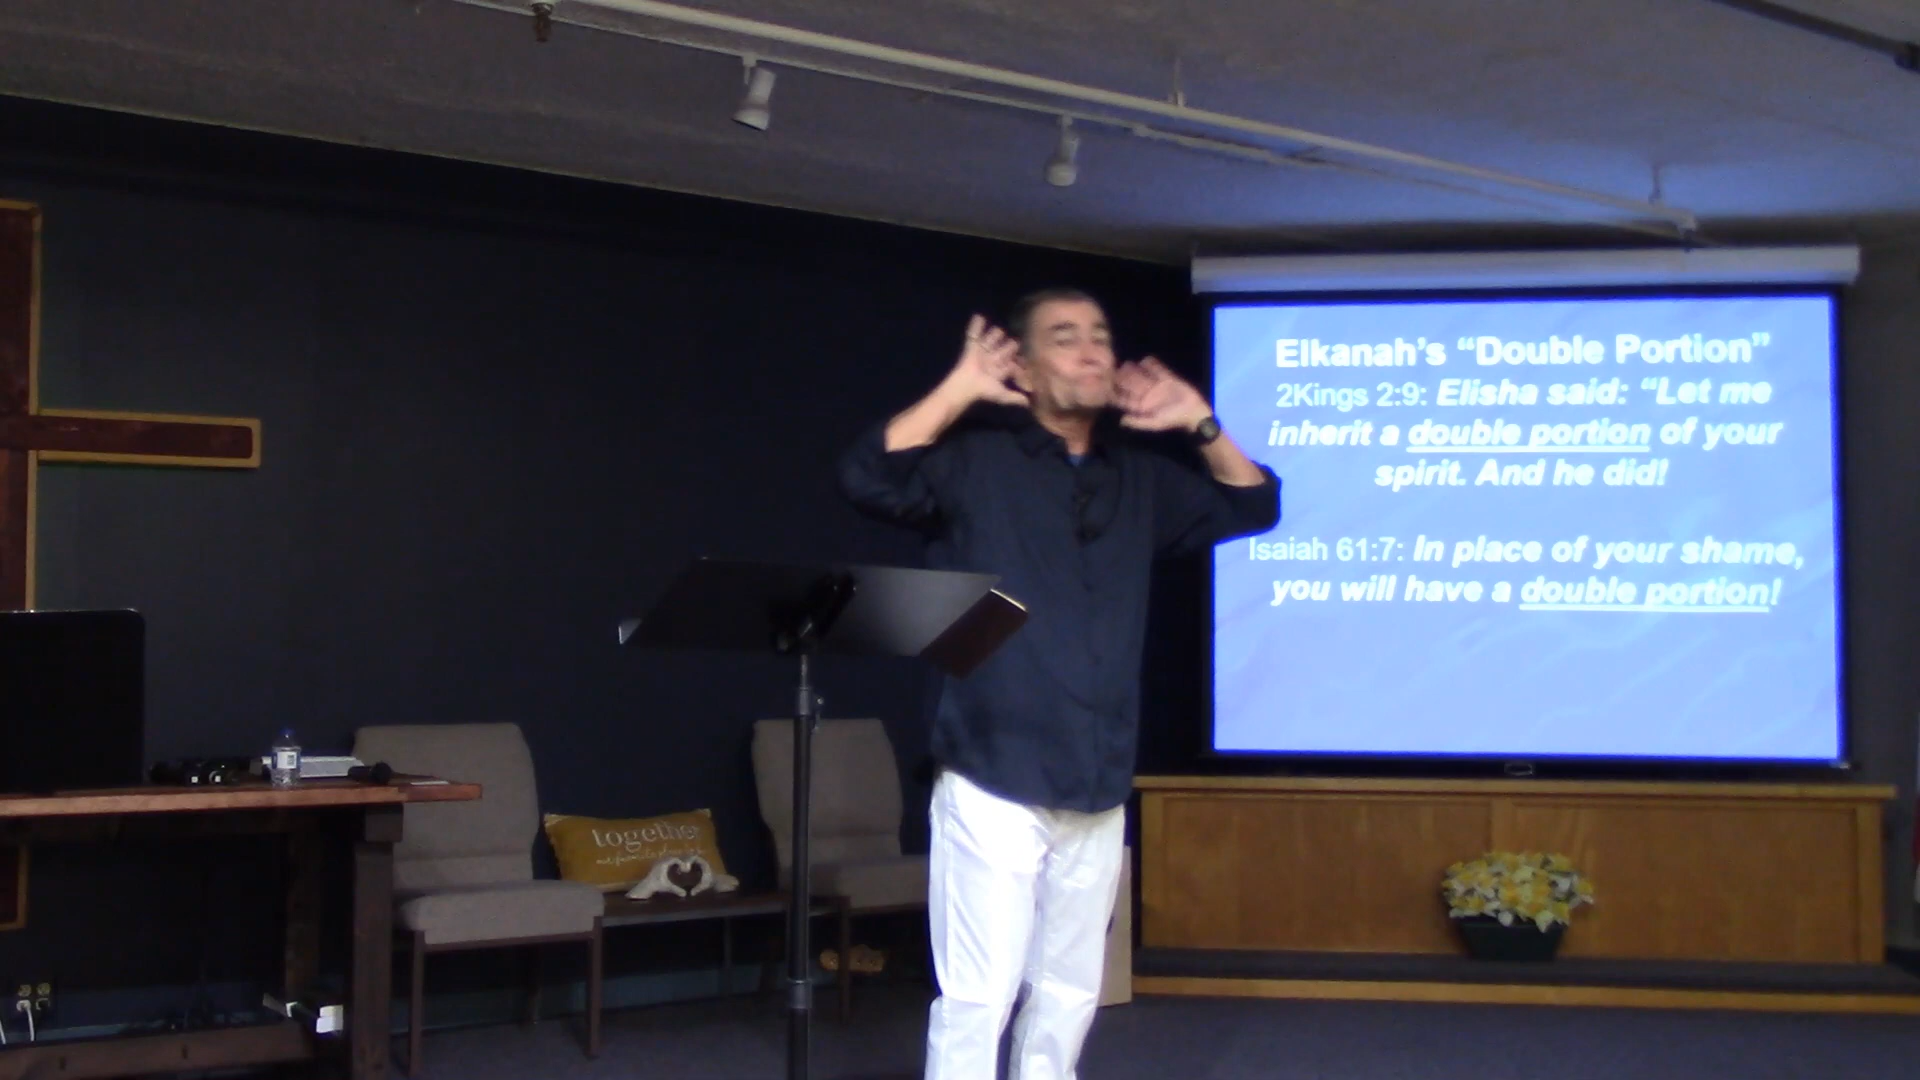 Elkanah’s “Double Portion”
2Kings 2:9: Elisha said: “Let me
inherit a double portion of your
spirit. And he did!
Isaiah 61:7: In place of your shame,
you will have a double portion!
together